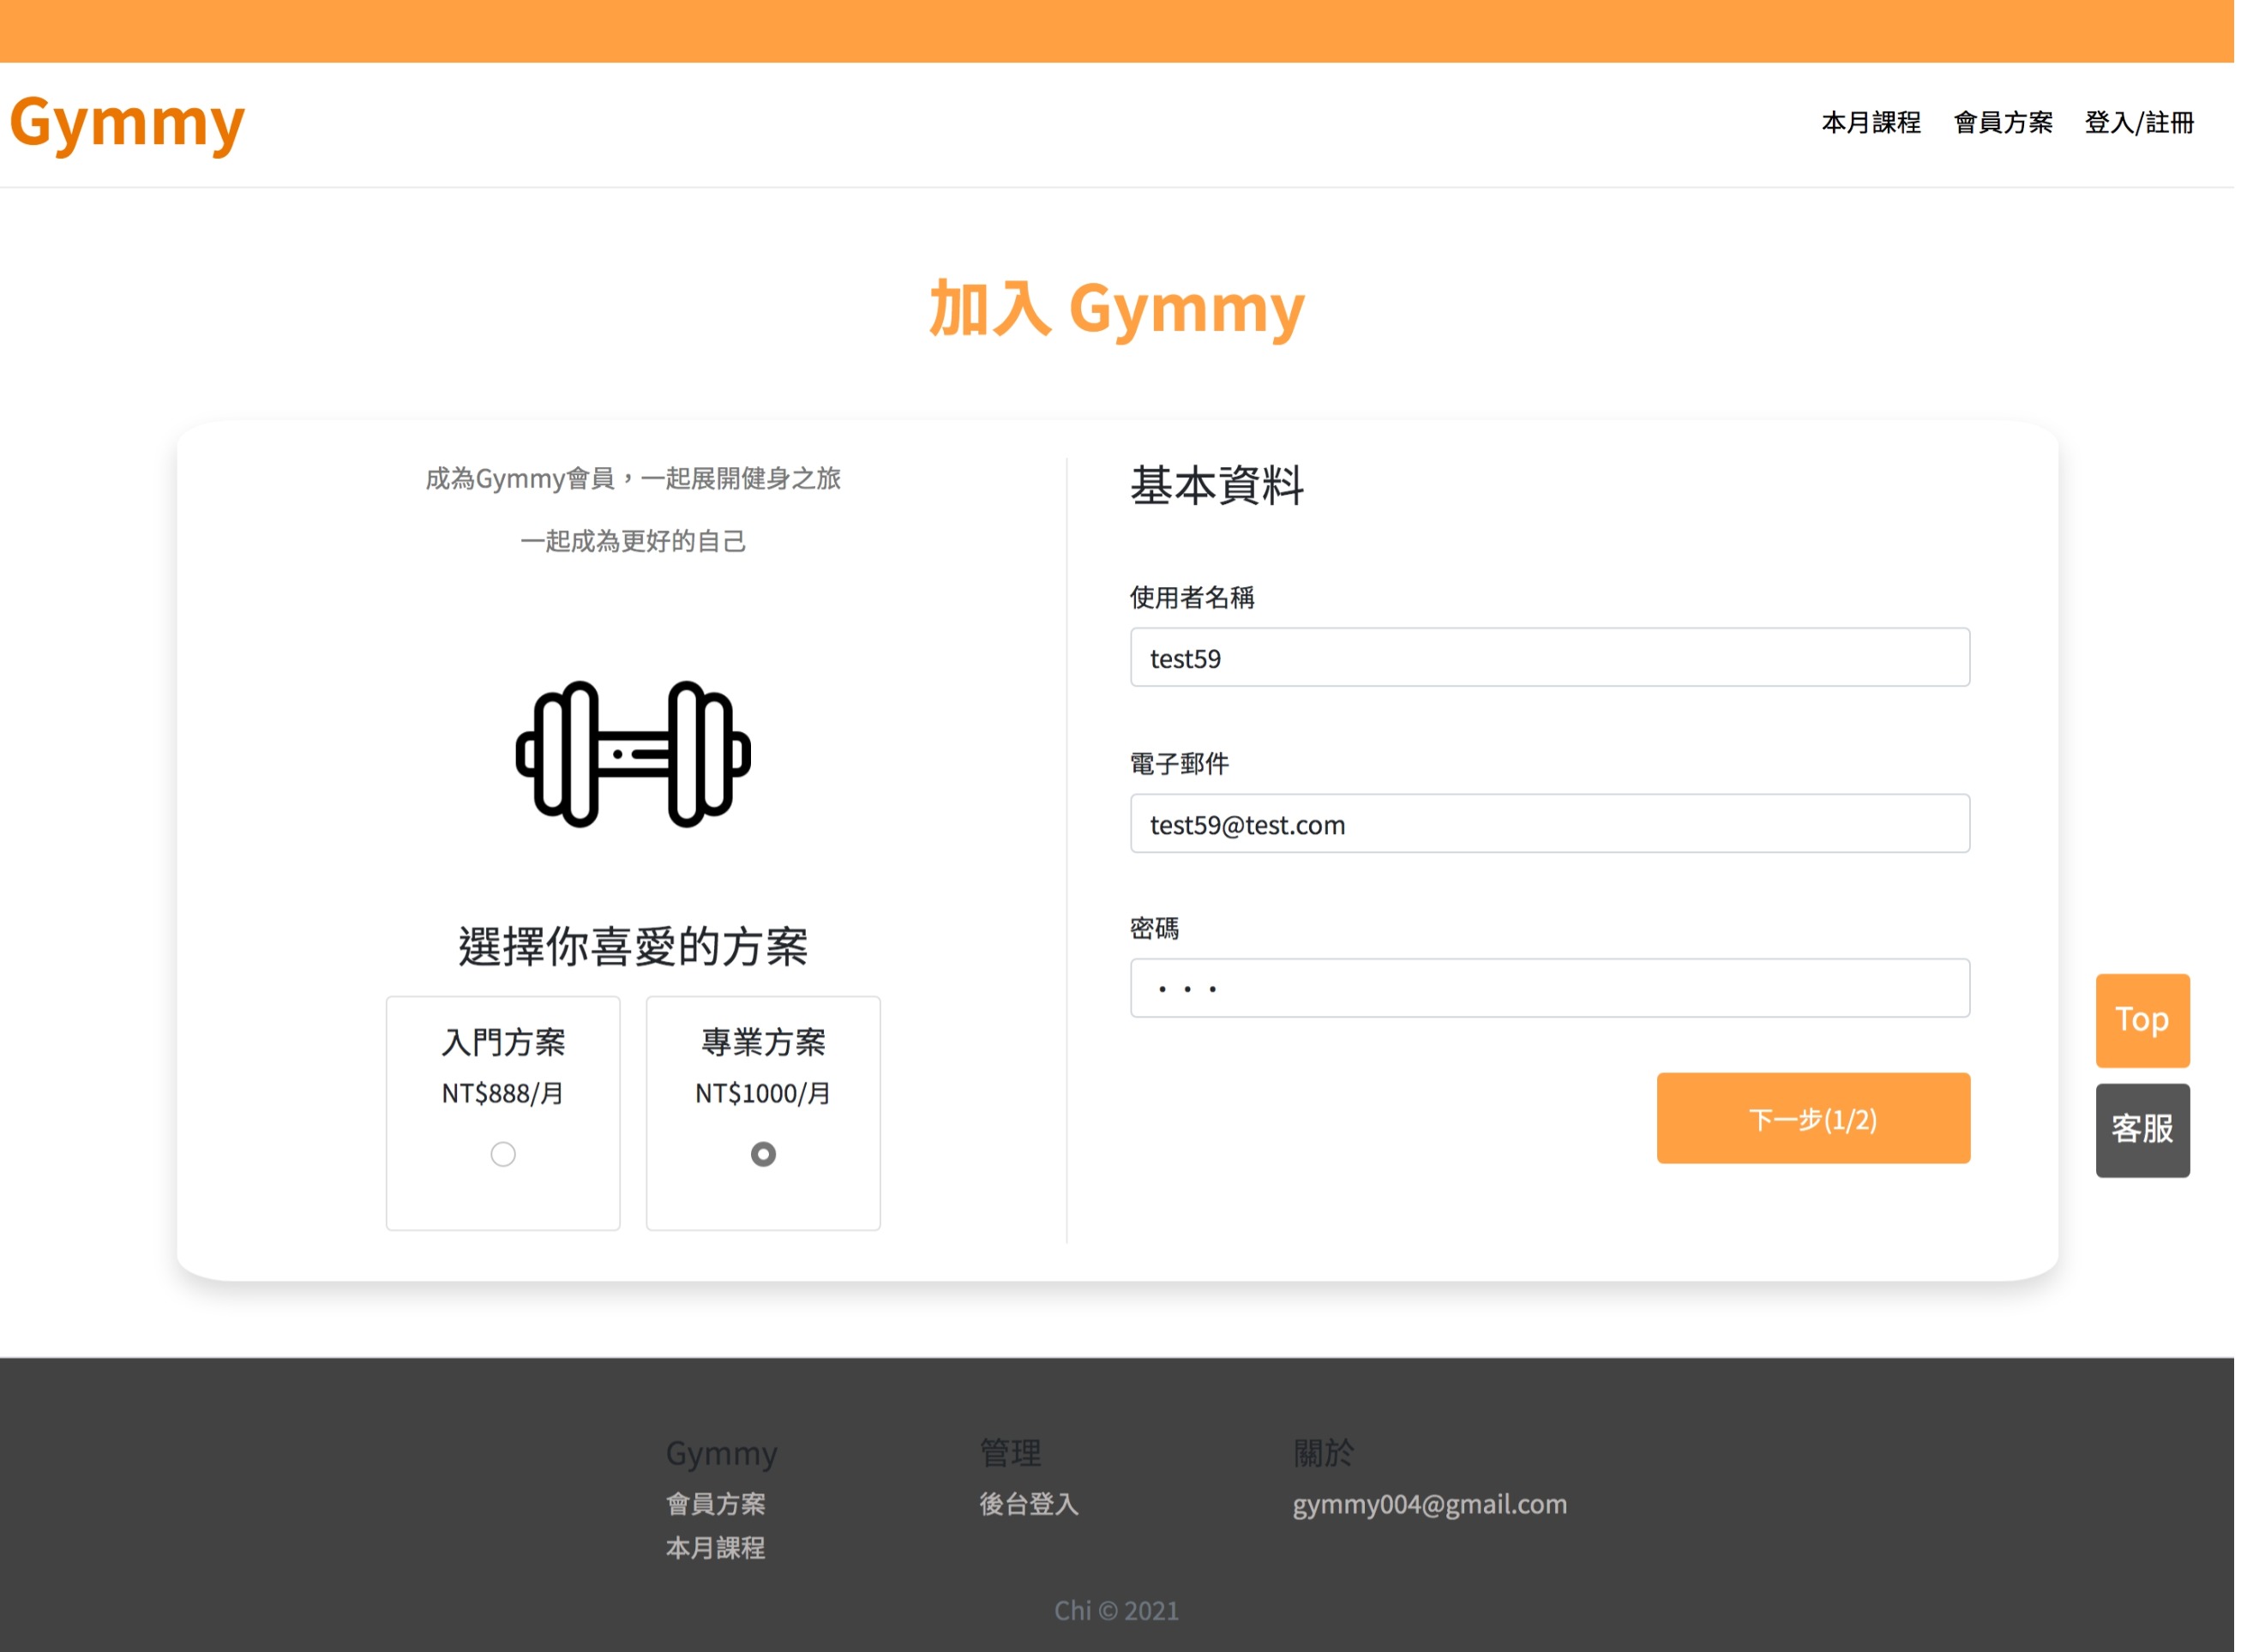 Gymmy
本月課程 會員方案 登入/註冊
加入 Gymmy
成為Gymmy會員，一起展開健身之旅
一起成為更好的自己
選擇你喜愛的方案
入門方案
NT$888/月
專業方案
NT$1000/月
基本資料
使用者名稱
test59
電子郵件
test59@test.com
密碼
・・・
下一步(1/2)
Top
客服
Gymmy
會員方案
本月課程
管理
後台登入
關於
gymmy004@gmail.com
Chi © 2021